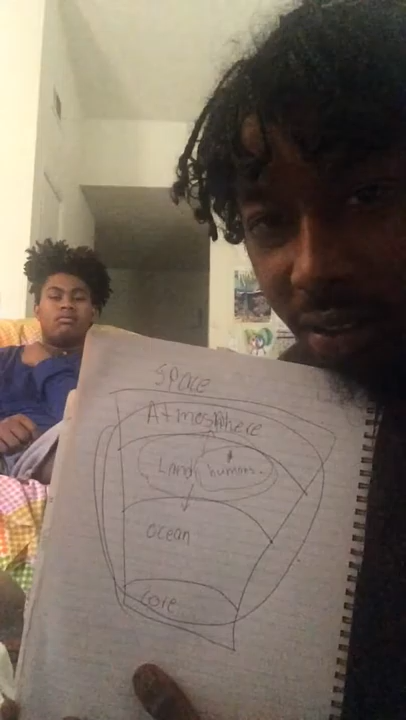 Space
Atmosphere
Land humans.
ocean
core